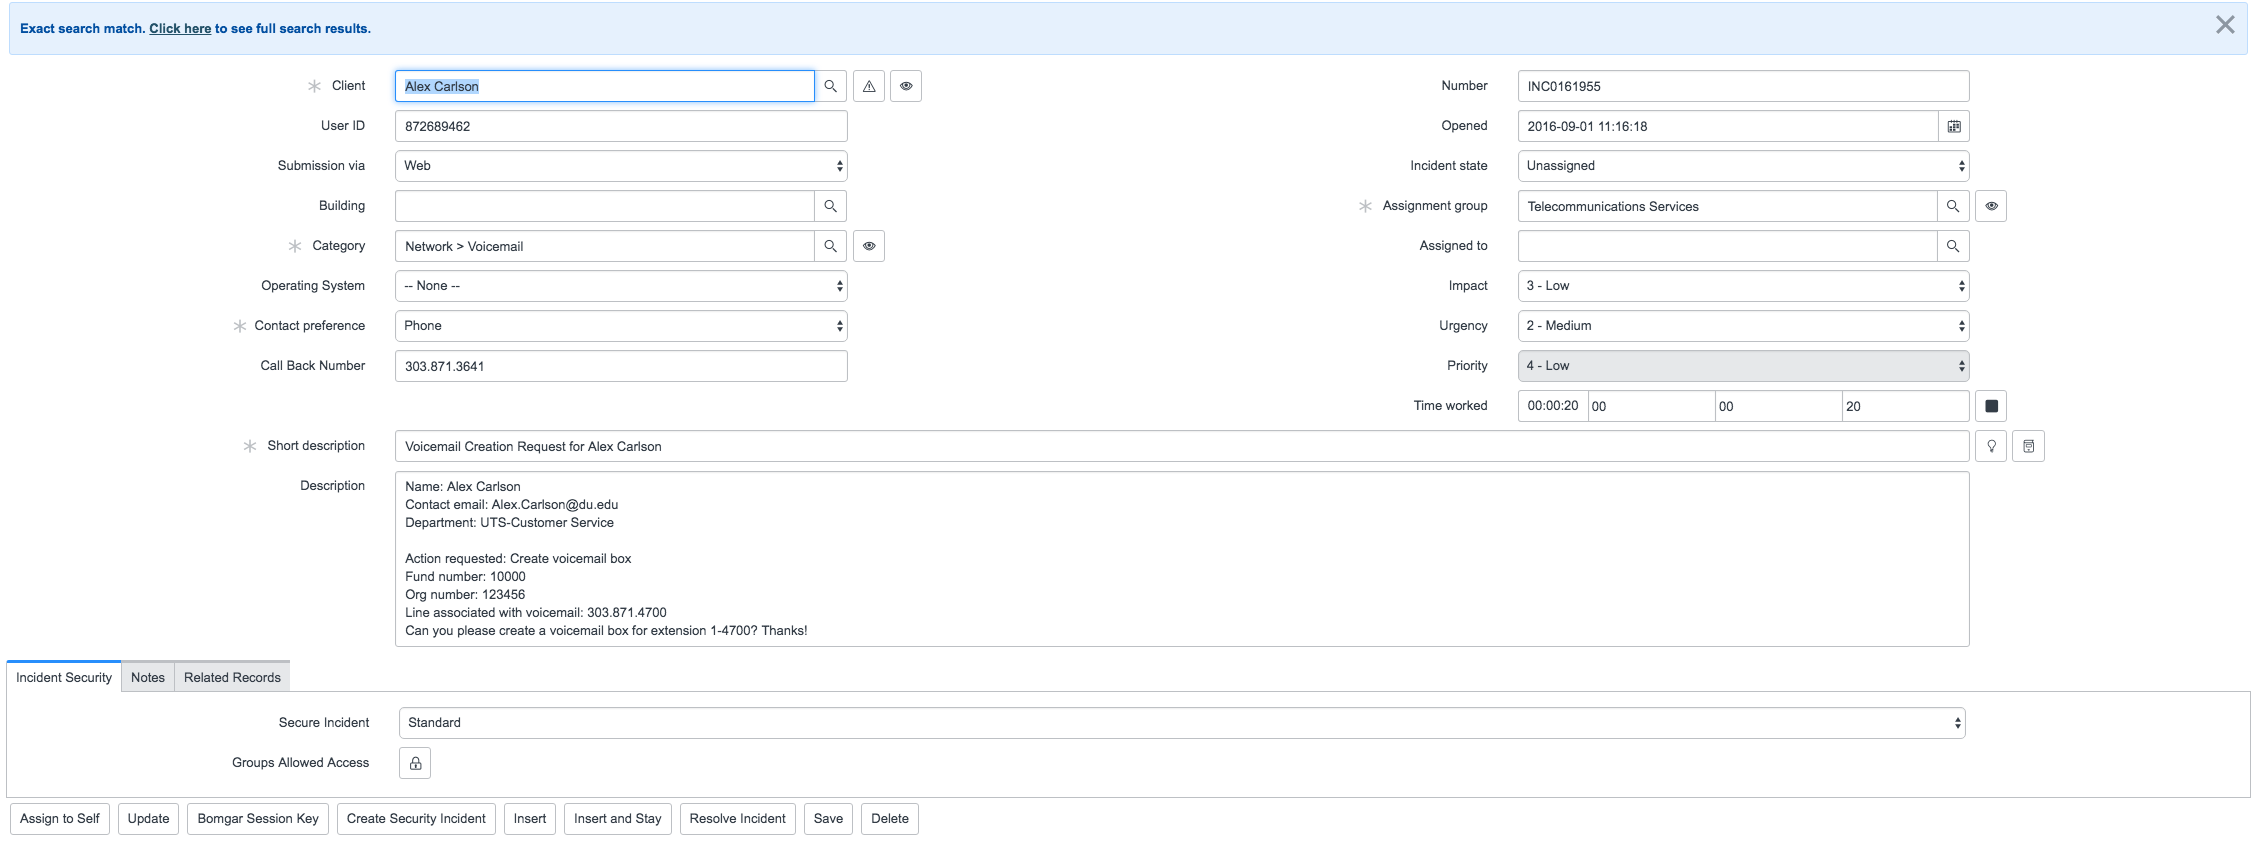 Exact search match. Click here to see full search results.
Client Alex Carlson
Number INC0161955
User ID 872689462
Opened 2016-09-01 11:16:18
Submission via Web
Incident state Unassigned
Building
Assignment group Telecommunications Services
Category Network > Voicemail
Assigned to
Operating System -- None --
Impact 3 - Low
Contact preference Phone
Urgency 2 - Medium
Call Back Number 303.871.3641
Priority 4 - Low
Time worked 00:00:20 00 00 20
Short description Voicemail Creation Request for Alex Carlson
Description Name: Alex Carlson
Contact email: Alex.Carlson@du.edu
Department: UTS-Customer Service
Action requested: Create voicemail box
Fund number: 10000
Org number: 123456
Line associated with voicemail: 303.871.4700
Can you please create a voicemail box for extension 1-4700? Thanks!
Incident Security Notes Related Records
Secure Incident Standard
Groups Allowed Access
Assign to Self Update Bomgar Session Key Create Security Incident Insert Insert and Stay Resolve Incident Save Delete